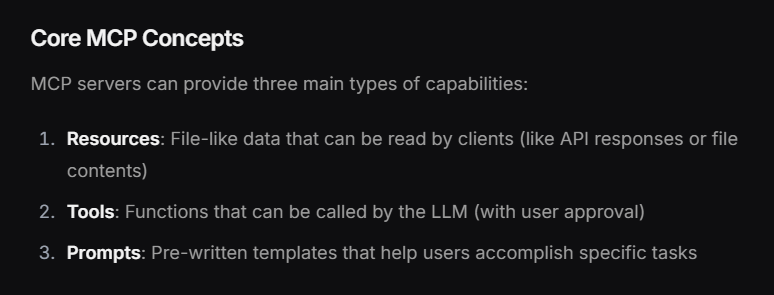 Core MCP Concepts
MCP servers can provide three main types of capabilities:
1. Resources: File-like data that can be read by clients (like API responses or file
contents)
2. Tools: Functions that can be called by the LLM (with user approval)
3. Prompts: Pre-written templates that help users accomplish specific tasks